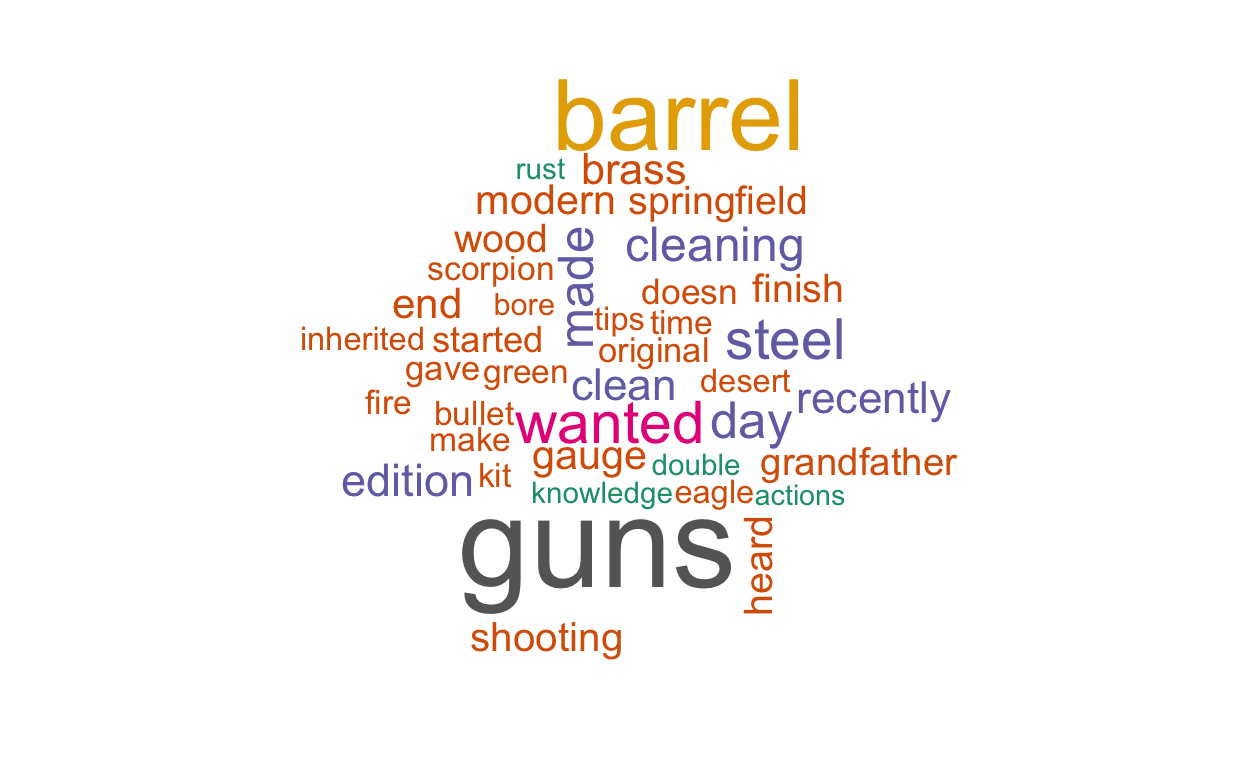 barrel
rust brass
modern springfield
wood made cleaning
scorpion
end bore doesn finish
tips time
inherited started original steel
gave green clean desert recently
fire bullet wanted day
make
gauge double grandfather
edition kit knowledge eagle actions
guns heard
shooting